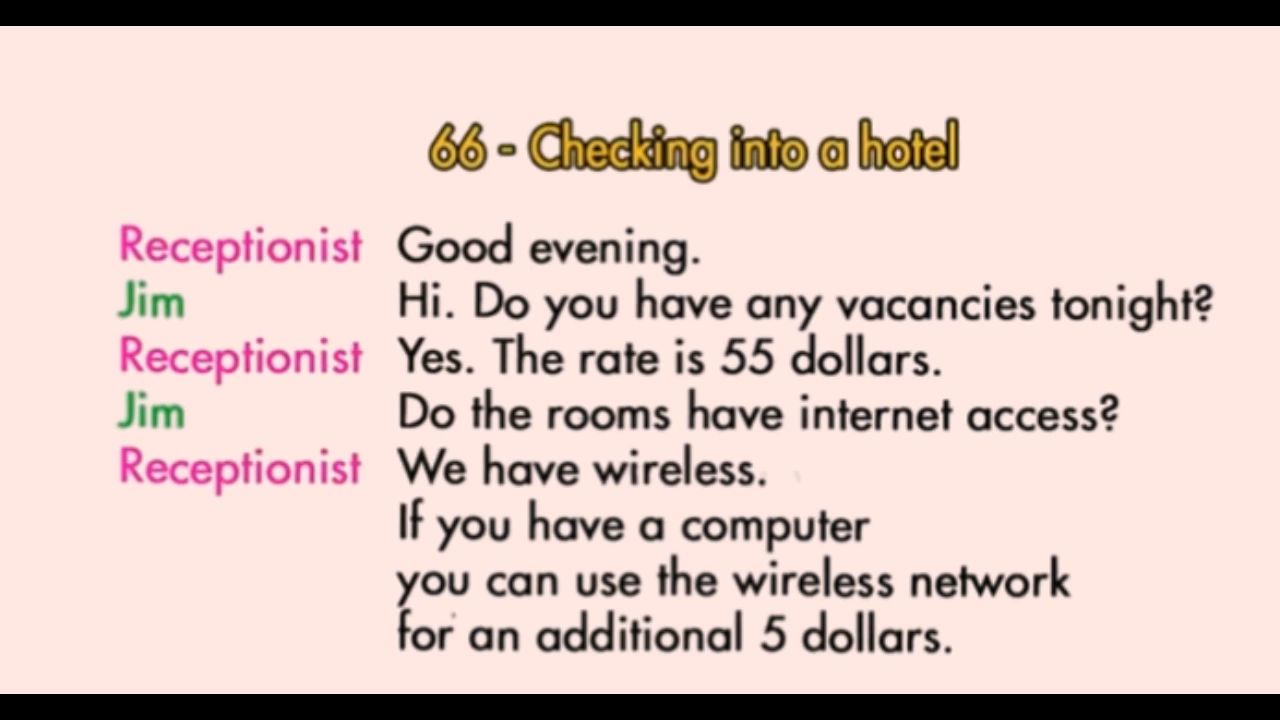 66 - Checking into a hotel
Receptionist Good evening.
Jim Hi. Do you have any vacancies tonight?
Receptionist Yes. The rate is 55 dollars.
Jim Do the rooms have internet access?
Receptionist We have wireless.
If you have a computer
you can use the wireless network
for an additional 5 dollars.